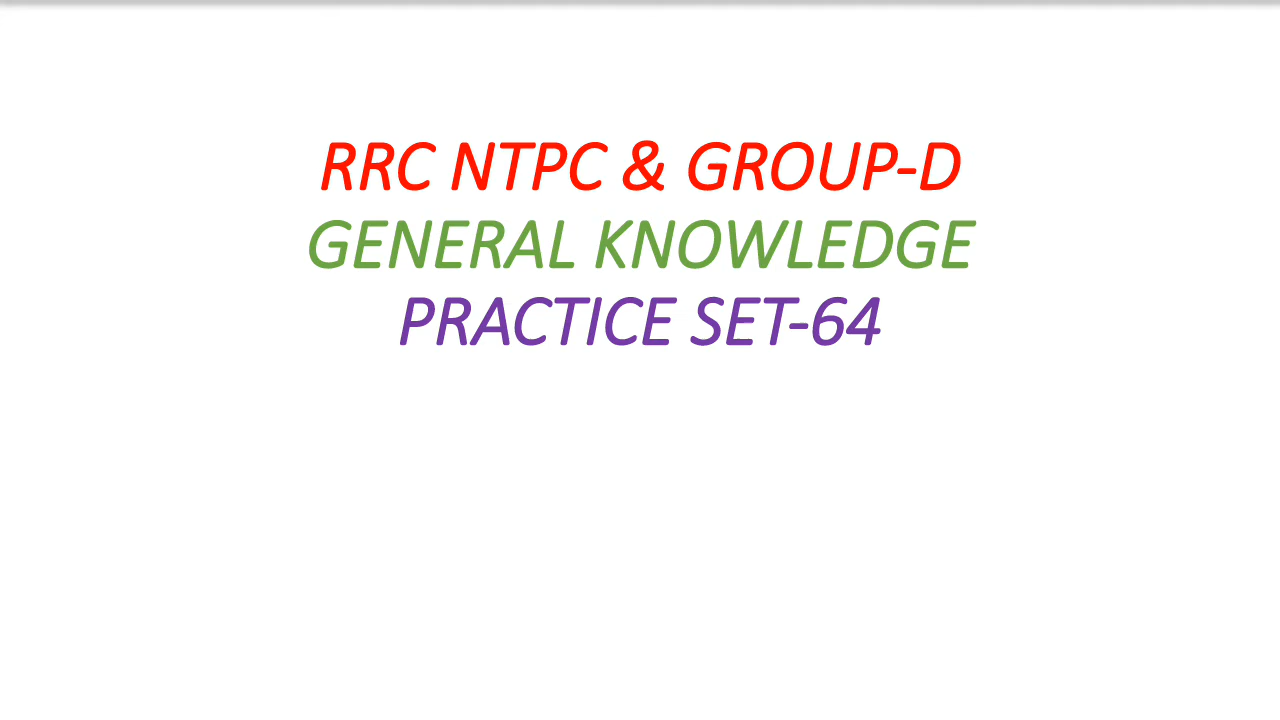 RRC NTPC & GROUP-D
GENERAL KNOWLEDGE
PRACTICE SET-64